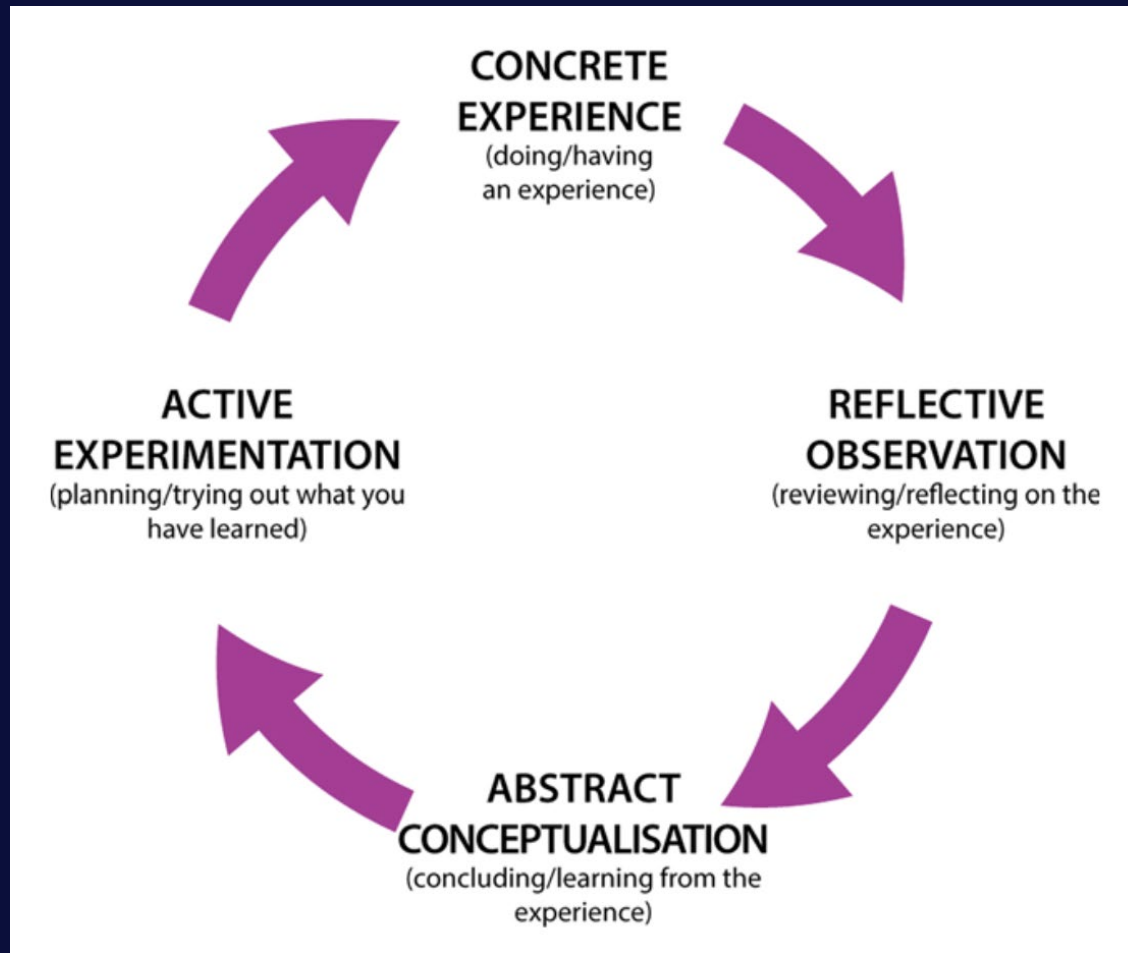 CONCRETE
EXPERIENCE
(doing/having
an experience)
REFLECTIVE
OBSERVATION
(reviewing/reflecting on the
experience)
ABSTRACT
CONCEPTUALISATION
(concluding/learning from the
experience)
ACTIVE
EXPERIMENTATION
(planning/trying out what you
have learned)